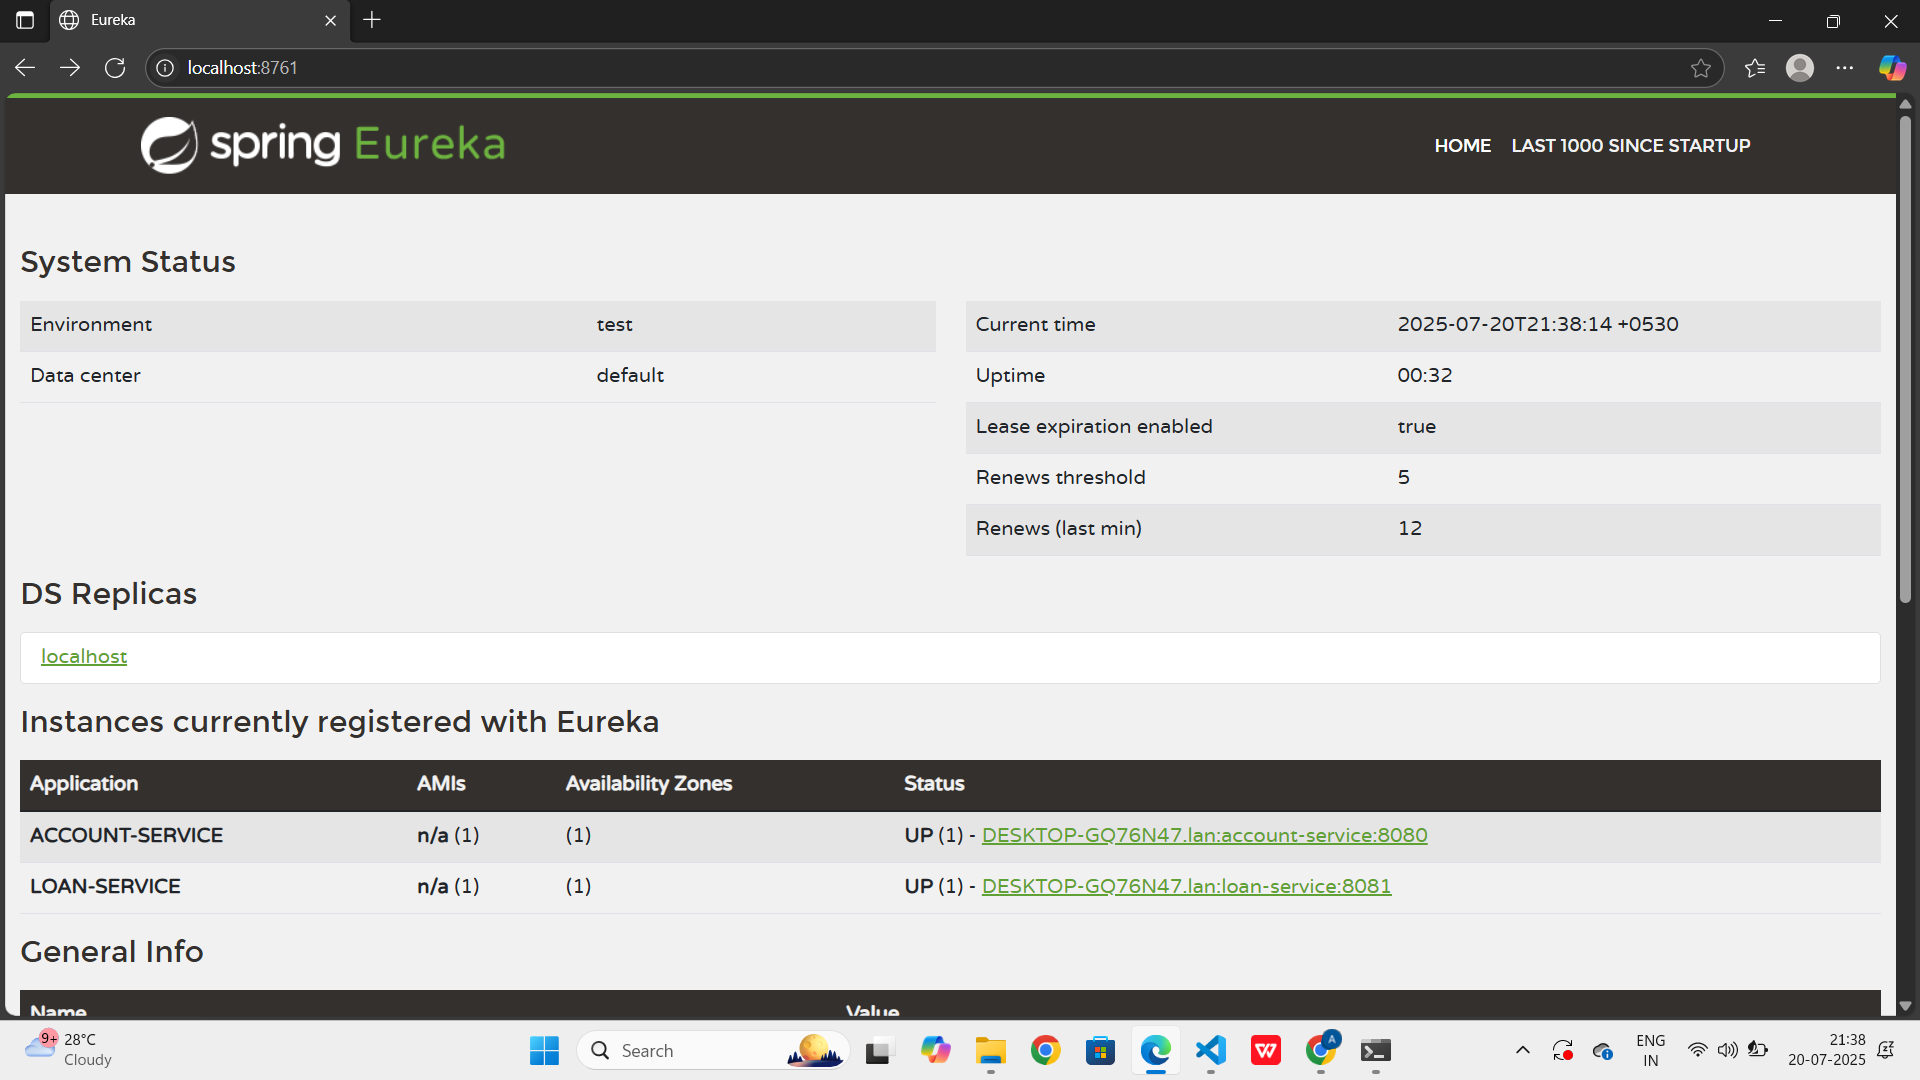 Eureka
localhost:8761
spring Eureka
HOME LAST 1000 SINCE STARTUP
System Status
Environment test
Data center default
Current time 2025-07-20T21:38:14 +0530
Uptime 00:32
Lease expiration enabled true
Renews threshold 5
Renews (last min) 12
DS Replicas
localhost
Instances currently registered with Eureka
Application AMIs Availability Zones Status
ACCOUNT-SERVICE n/a (1) (1) UP (1) - DESKTOP-GQ76N47.lan:account-service:8080
LOAN-SERVICE n/a (1) (1) UP (1) - DESKTOP-GQ76N47.lan:loan-service:8081
General Info
Name Value
9+ 28°C
Cloudy
Search
W
A
ENG
IN
21:38
20-07-2025